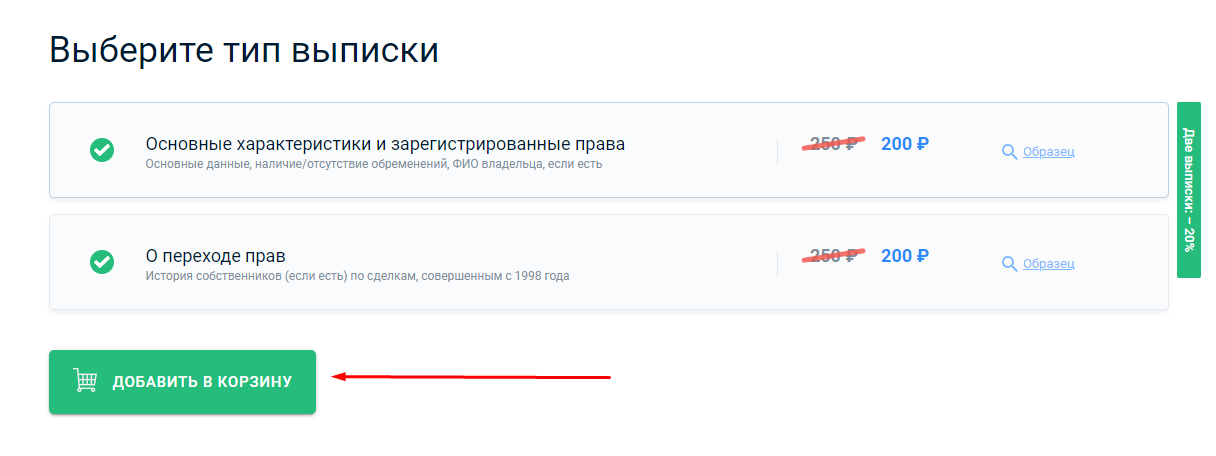 Выберите тип выписки
Основные характеристики и зарегистрированные права
Основные данные, наличие/отсутствие обременений, ФИО владельца, если есть
250 ₽ 200 ₽
Образец
О переходе прав
История собственников (если есть) по сделкам, совершенным с 1998 года
250 ₽ 200 ₽
Образец
Две выписки: – 20%
ДОБАВИТЬ В КОРЗИНУ